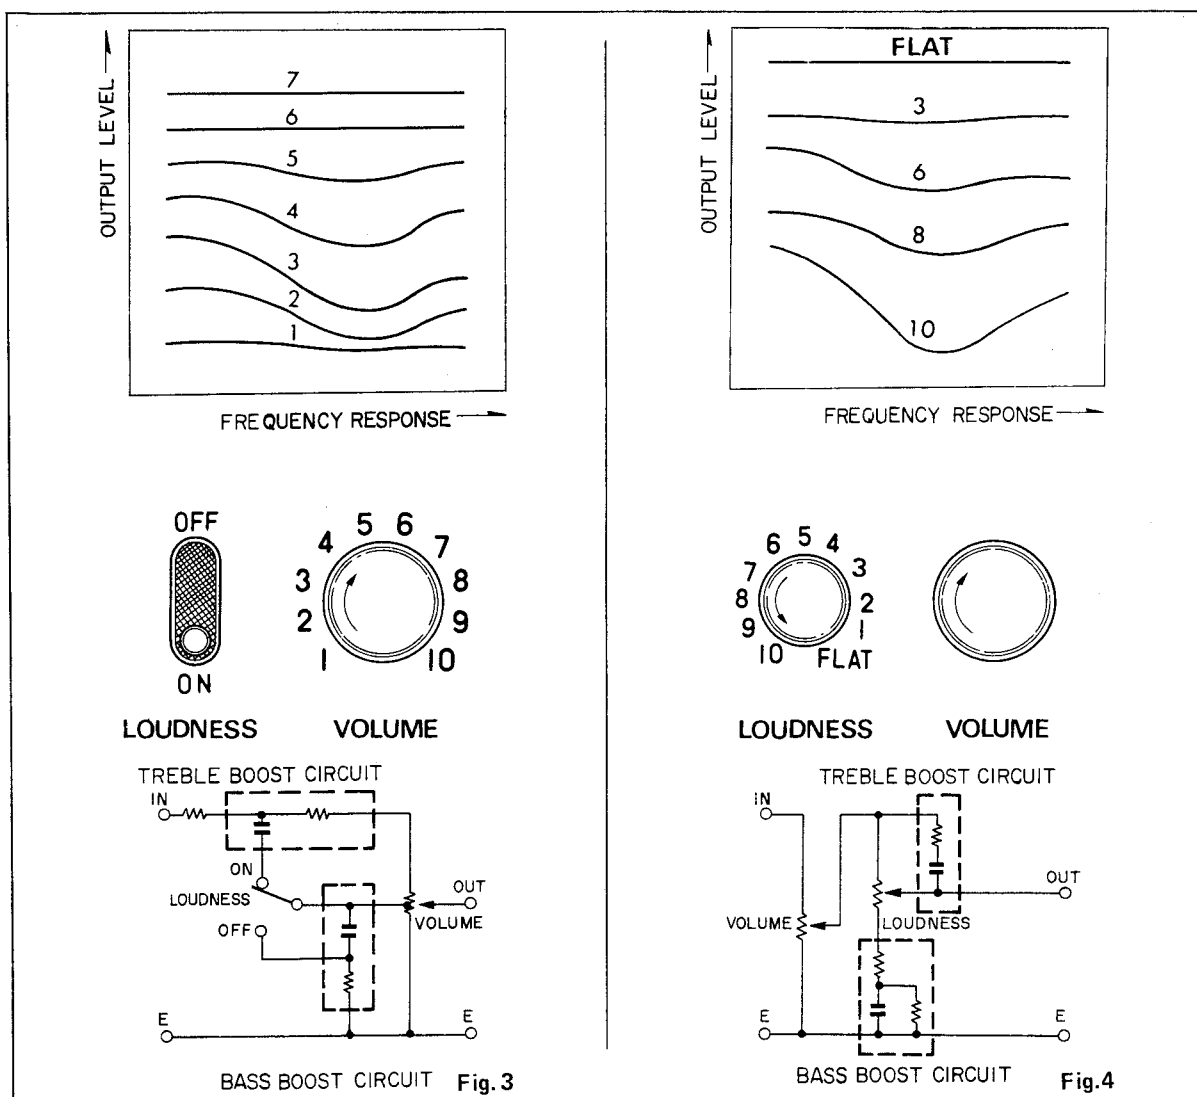 OUTPUT LEVEL
7
6
5
4
3
2
1
FREQUENCY RESPONSE
OFF
ON
LOUDNESS
1 2 3 4 5 6 7 8 9 10
VOLUME
TREBLE BOOST CIRCUIT
IN
ON
LOUDNESS
OFF
OUT
VOLUME
E
E
BASS BOOST CIRCUIT
Fig. 3
OUTPUT LEVEL
FLAT
3
6
8
10
FREQUENCY RESPONSE
10 9 8 7 6 5 4 3 2 1 FLAT
LOUDNESS
VOLUME
TREBLE BOOST CIRCUIT
IN
OUT
VOLUME
LOUDNESS
E
E
BASS BOOST CIRCUIT
Fig.4